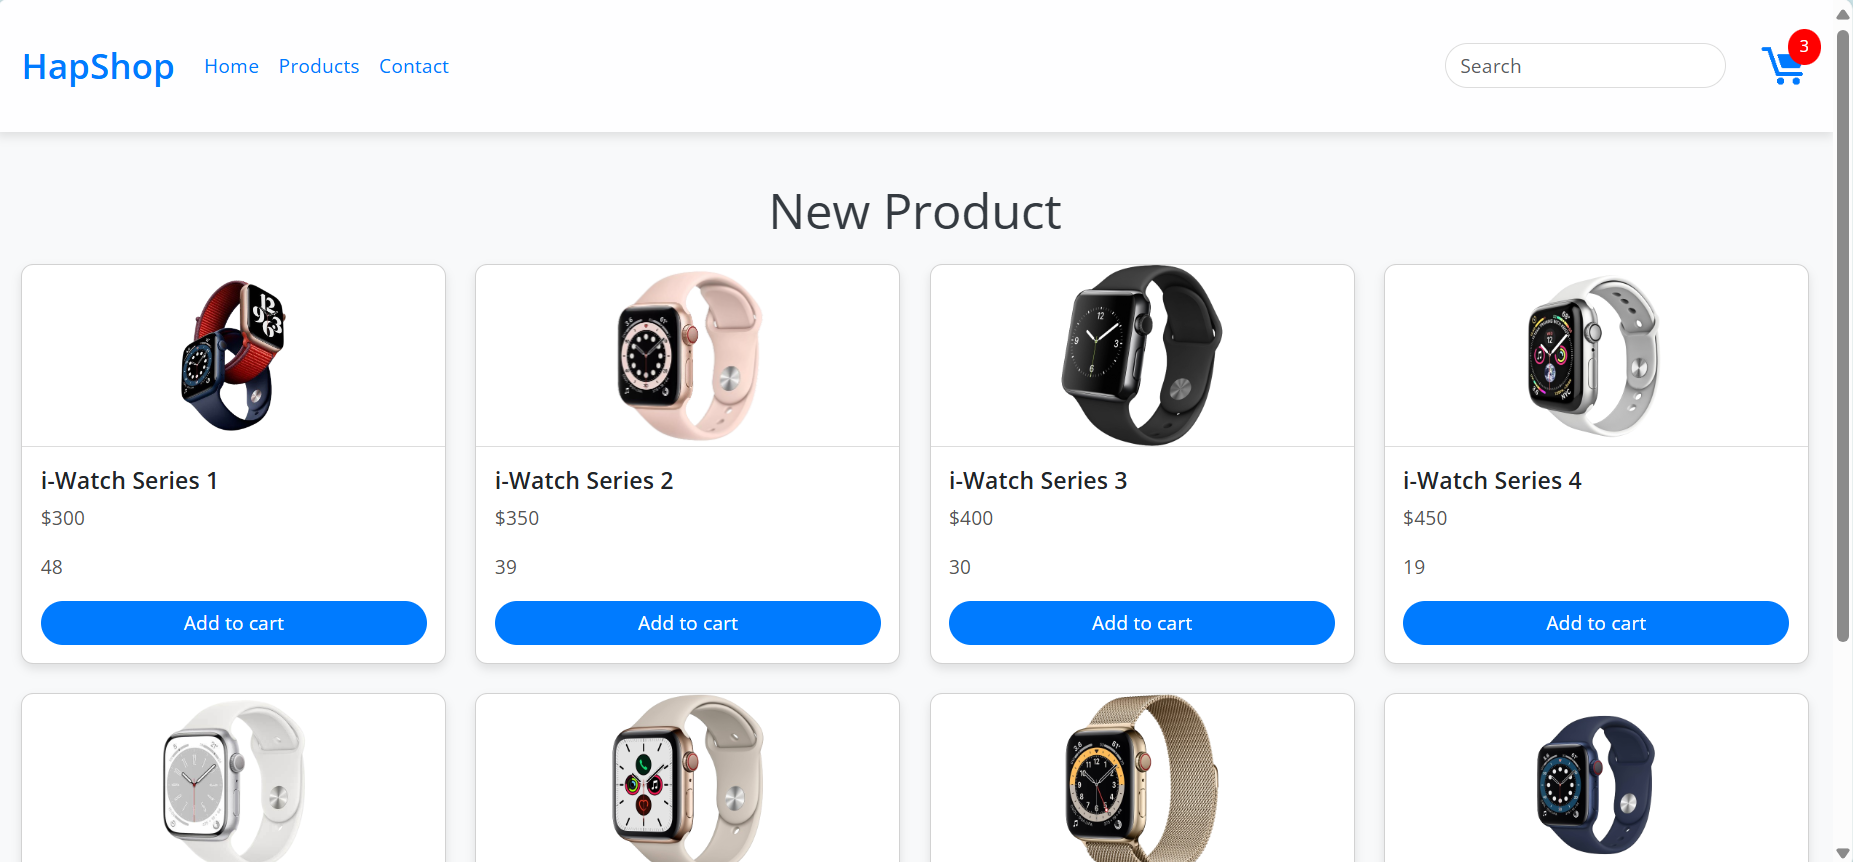 HapShop Home Products Contact Search 3
New Product
i-Watch Series 1
$300
48
Add to cart
i-Watch Series 2
$350
39
Add to cart
i-Watch Series 3
$400
30
Add to cart
i-Watch Series 4
$450
19
Add to cart